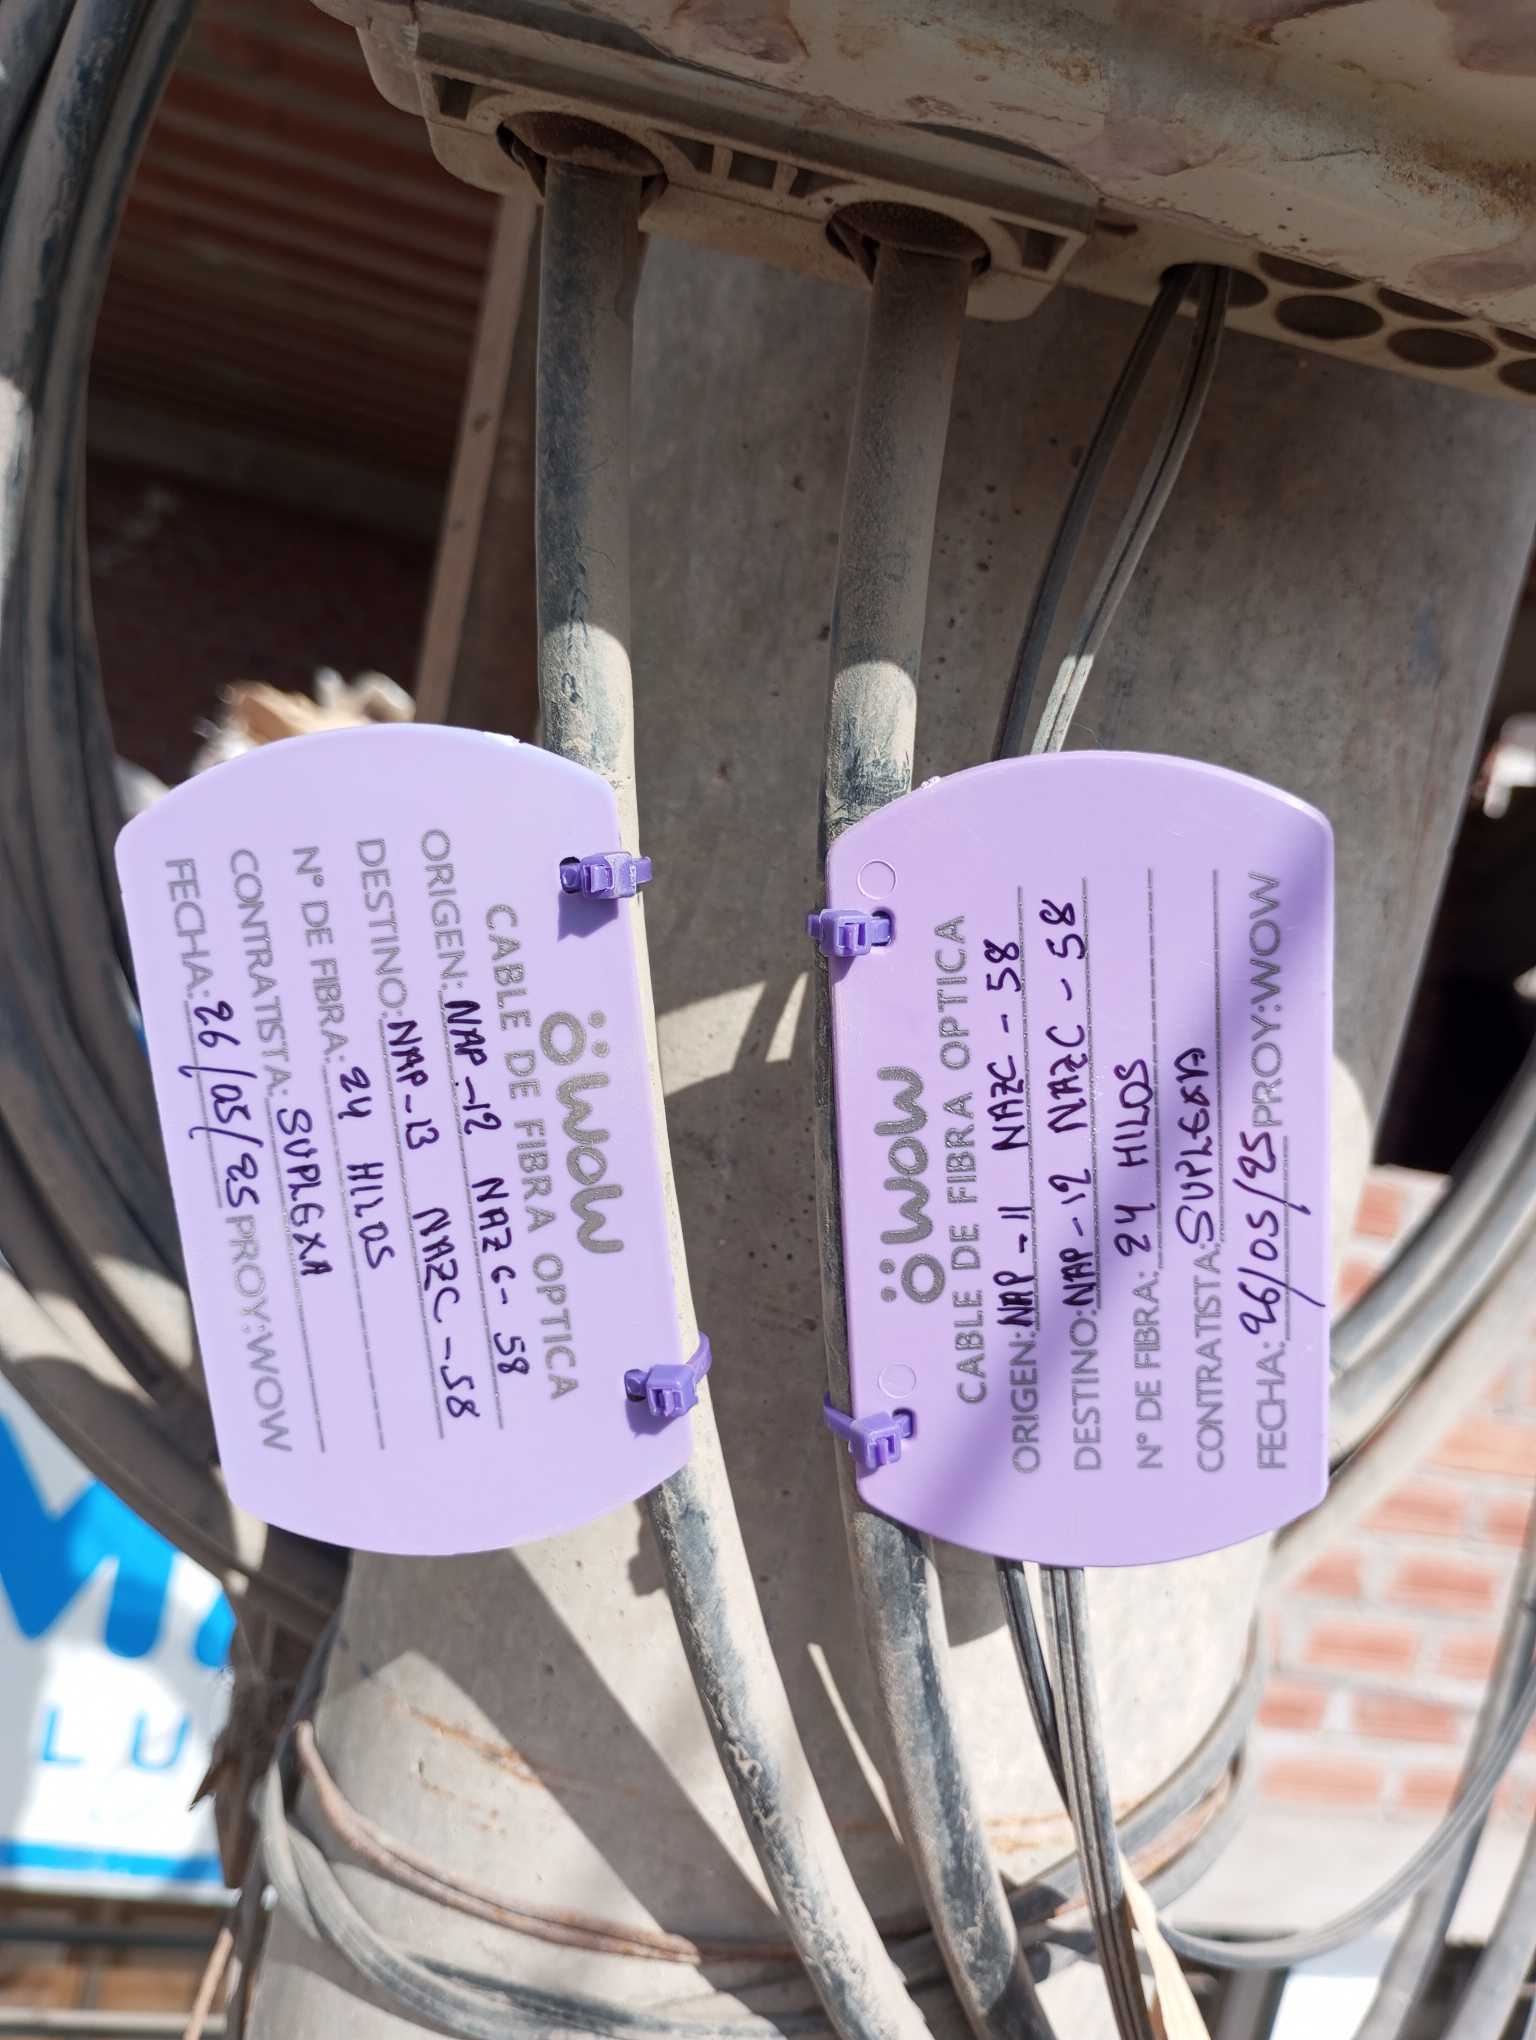 wow
CABLE DE FIBRA OPTICA
ORIGEN: NAP-12 NAZC-58
DESTINO: NAP-13 NAZC-58
N° DE FIBRA: 24 HILOS
CONTRATISTA: SUPLEXA
FECHA: 26/05/25 PROY:WOW
wow
CABLE DE FIBRA OPTICA
ORIGEN: NAP-11 NAZC-58
DESTINO: NAP-12 NAZC-58
N° DE FIBRA: 24 HILOS
CONTRATISTA: SUPLEXA
FECHA: 26/05/25 PROY:WOW
LU